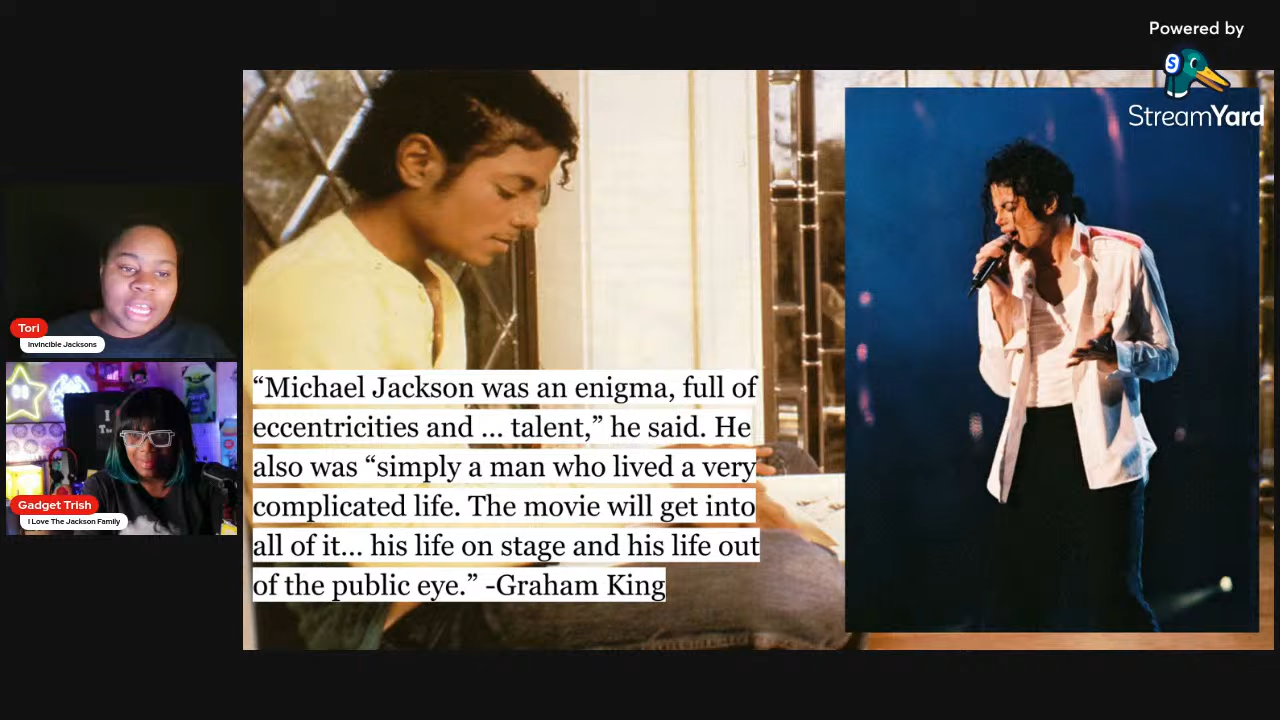 Powered by
S
StreamYard
Tori
Invincible Jacksons
Gadget Trish
I Love The Jackson Family
“Michael Jackson was an enigma, full of
eccentricities and ... talent,” he said. He
also was “simply a man who lived a very
complicated life. The movie will get into
all of it... his life on stage and his life out
of the public eye.” -Graham King